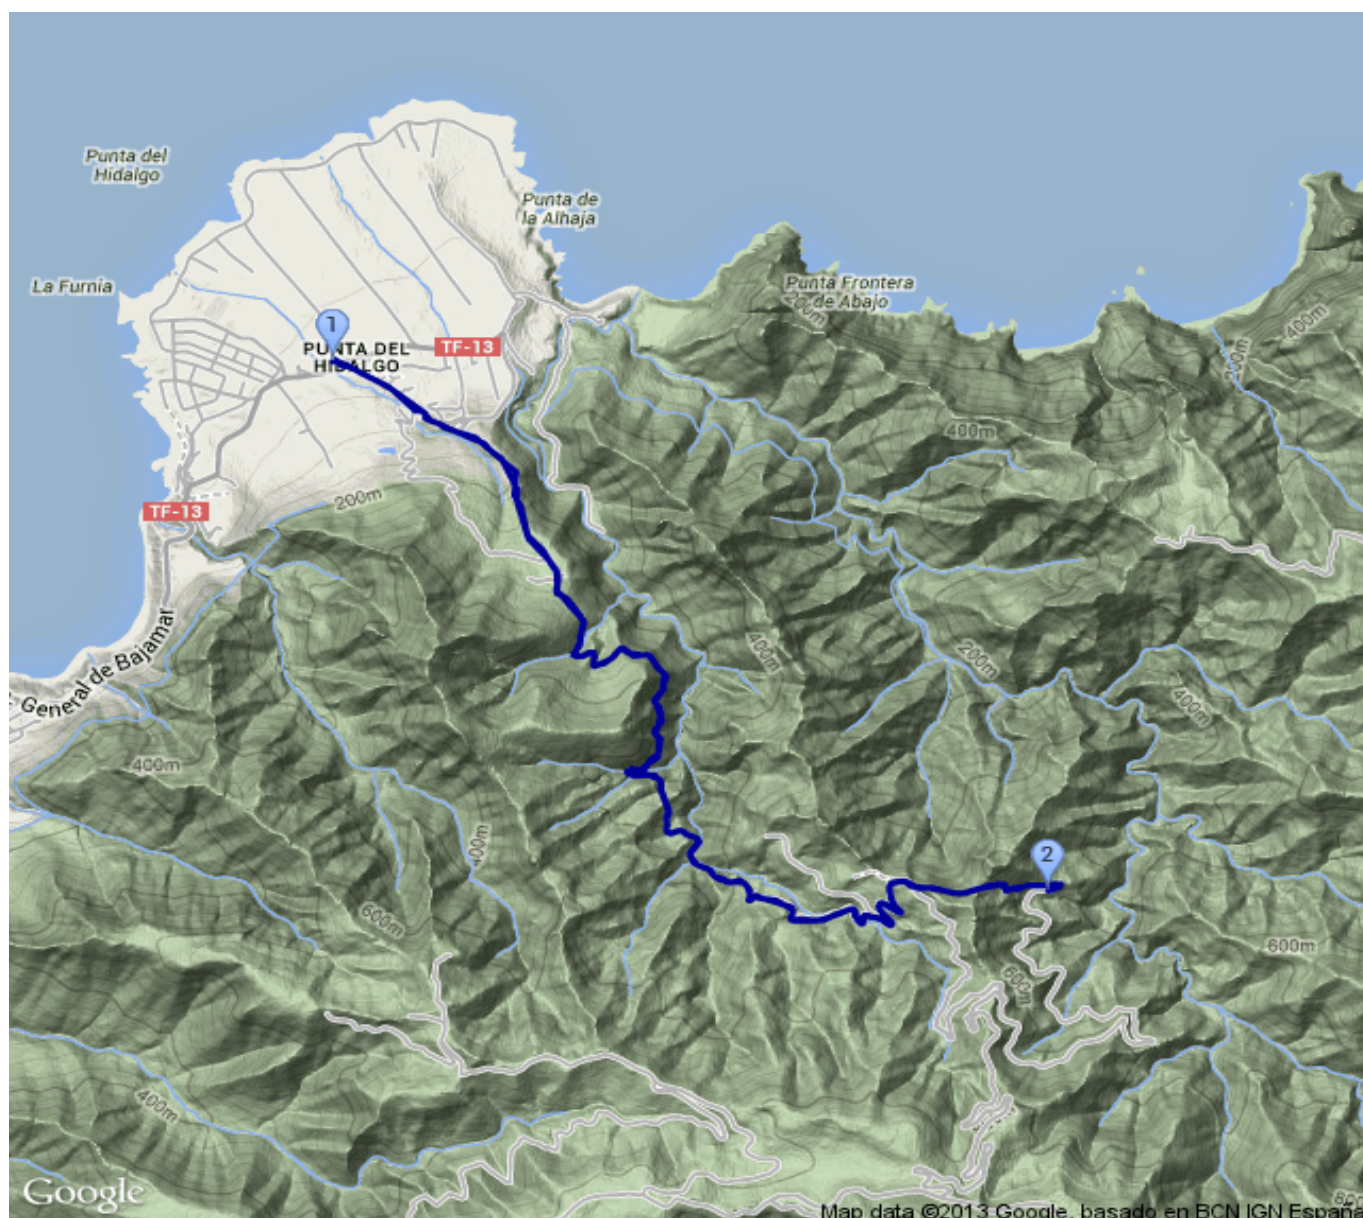 Punta del
Hidalgo
Punta de
la Alhaja
La Furnia
Punta Frontera
de Abajo
400m
1
PUNTA DEL
HIDALGO
TF-13
400m
200m
TF-13
400m
200m
General de Bajamar
400m
400m
400m
2
600m
600m
600m
400m
Google
Map data ©2013 Google, basado en BCN IGN España